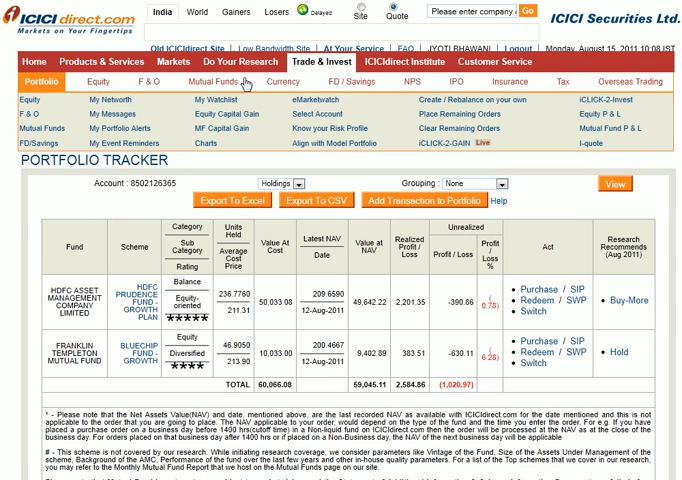 ICICIdirect.com
Markets on Your Fingertips
India World Gainers Losers Delayed Site Quote Please enter company Go
ICICI Securities Ltd.
Old ICICIdirect Site Low Bandwidth Site At Your Service FAQ JYOTI BHAWANI Logout Monday, August 15, 2011 10:08 IST
Home Products & Services Markets Do Your Research Trade & Invest ICICIdirect Community Customer Service
Portfolio Equity F & O Mutual Funds Currency FD / Savings NPS IPO Insurance Tax Overseas Trading
Equity My Networth My Watchlist eMarketwatch Create / Rebalance on your own iCLICK-2-Invest
F & O My Messages Equity Capital Gain Select Account Place Remaining Orders Equity P & L
Mutual Funds My Portfolio Alerts MF Capital Gain Know your Risk Profile Clear Remaining Orders Mutual Fund P & L
FD/Savings My Event Reminders Charts Align with Model Portfolio iCLICK-2-GAIN Live I-quote
PORTFOLIO TRACKER
Account : 8502126365 Holdings Grouping : None View
Export To Excel Export To CSV Add Transaction to Portfolio Help
Fund Scheme Category Sub Category Rating Units Held Average Cost Price Value At Cost Latest NAV Date Value at NAV Realized Profit / Loss Unrealized Profit / Loss Profit / Loss % Act Research Recommends (Aug 2011)
HDFC ASSET MANAGEMENT COMPANY LIMITED HDFC PRUDENCE FUND - GROWTH PLAN Balance Equity-oriented ★★★★★ 236.7760 211.31 50,033.08 209.6590 12-Aug-2011 49,642.22 2,201.35 -390.86 ( 0.78) Purchase / SIP Redeem / SWP Switch Buy-More
FRANKLIN TEMPLETON MUTUAL FUND BLUECHIP FUND - GROWTH Equity Diversified ★★★★ 46.9050 213.90 10,033.00 200.4667 12-Aug-2011 9,402.89 383.51 -630.11 ( 6.28) Purchase / SIP Redeem / SWP Switch Hold
TOTAL 60,066.08 59,045.11 2,584.86 (1,020.97)
* - Please note that the Net Assets Value(NAV) and date, mentioned above, are the last recorded NAV as available with ICICIdirect.com for the date mentioned and this is not
applicable to the order that you are going to place. The NAV applicable to your order, would depend on the type of the fund and the time you enter the order. For e.g. If you have
placed a purchase order on a business day before 1400 hrs(cutoff time) in a Non-liquid fund on ICICIdirect.com then the order will be processed at the NAV as at the close of the
business day. For orders placed on that business day after 1400 hrs or if placed on a Non-Business day, the NAV of the next business day will be applicable
# - This scheme is not covered by our research. While initiating research coverage, we consider parameters like Vintage of the Fund, Size of the Assets Under Management of the
scheme, Background of the AMC, Performance of the fund over the last few years and other in-house quality parameters. For a list of the Top schemes that we cover in our research,
you may refer to the Monthly Mutual Fund Report that we host on the Mutual Funds page on our site.